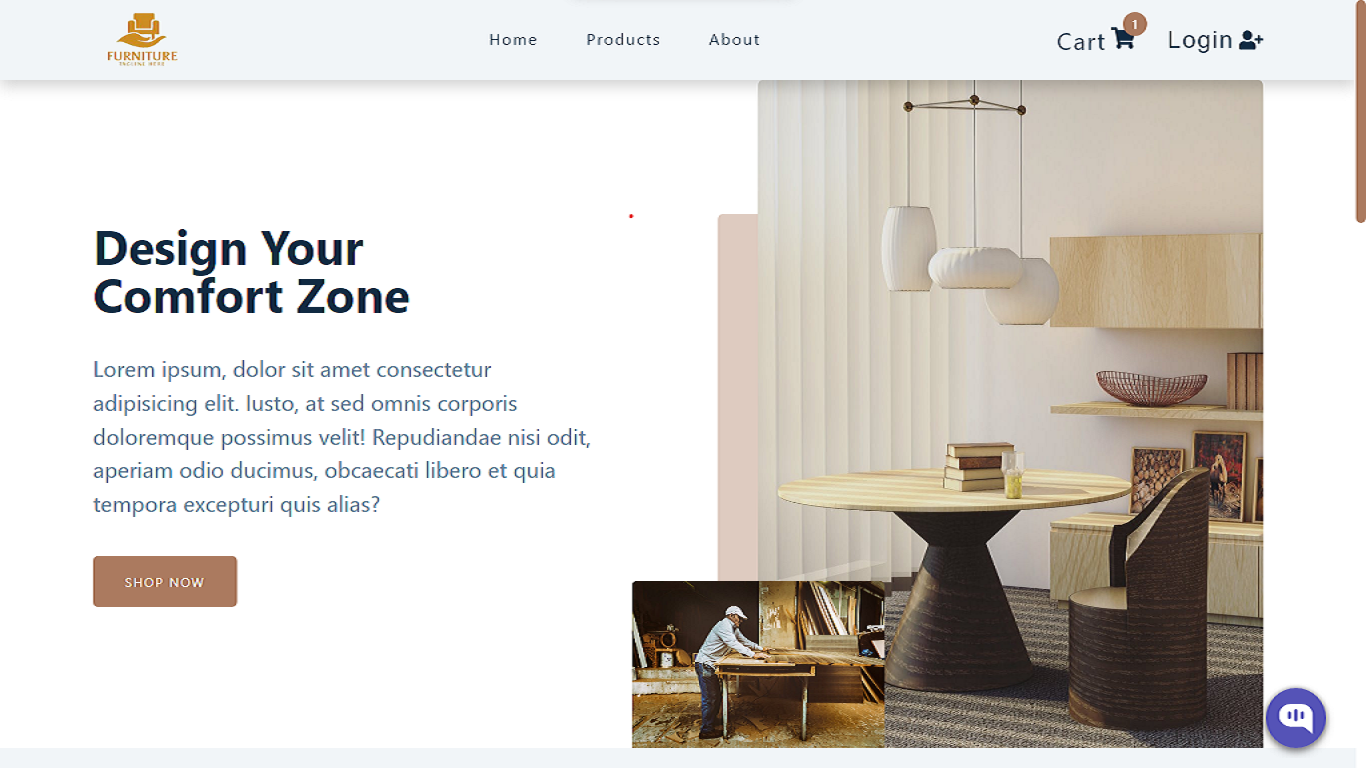 FURNITURE
TAGLINE HERE
Home Products About
Cart 1 Login
Design Your
Comfort Zone
Lorem ipsum, dolor sit amet consectetur
adipisicing elit. Iusto, at sed omnis corporis
doloremque possimus velit! Repudiandae nisi odit,
aperiam odio ducimus, obcaecati libero et quia
tempora excepturi quis alias?
SHOP NOW